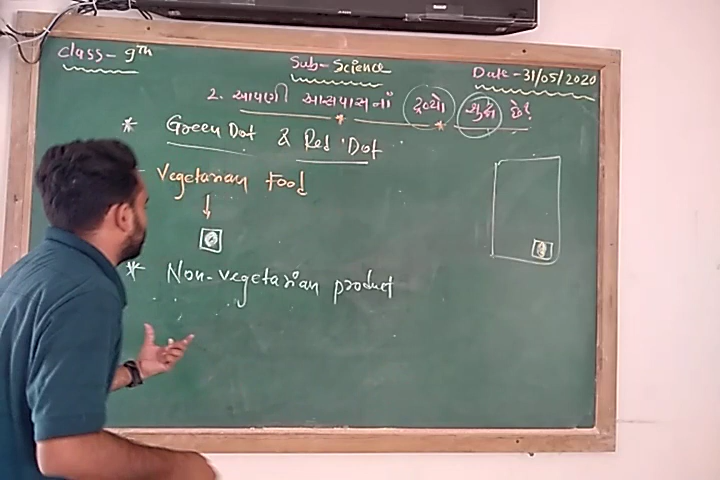 Class - 9th
Sub - Science
Date - 31/05/2020
2. આપણી આસપાસનાં દ્રવ્યો શુદ્ધ છે?
* Green Dot & Red Dot
- Vegetarian Food
* Non-vegetarian product